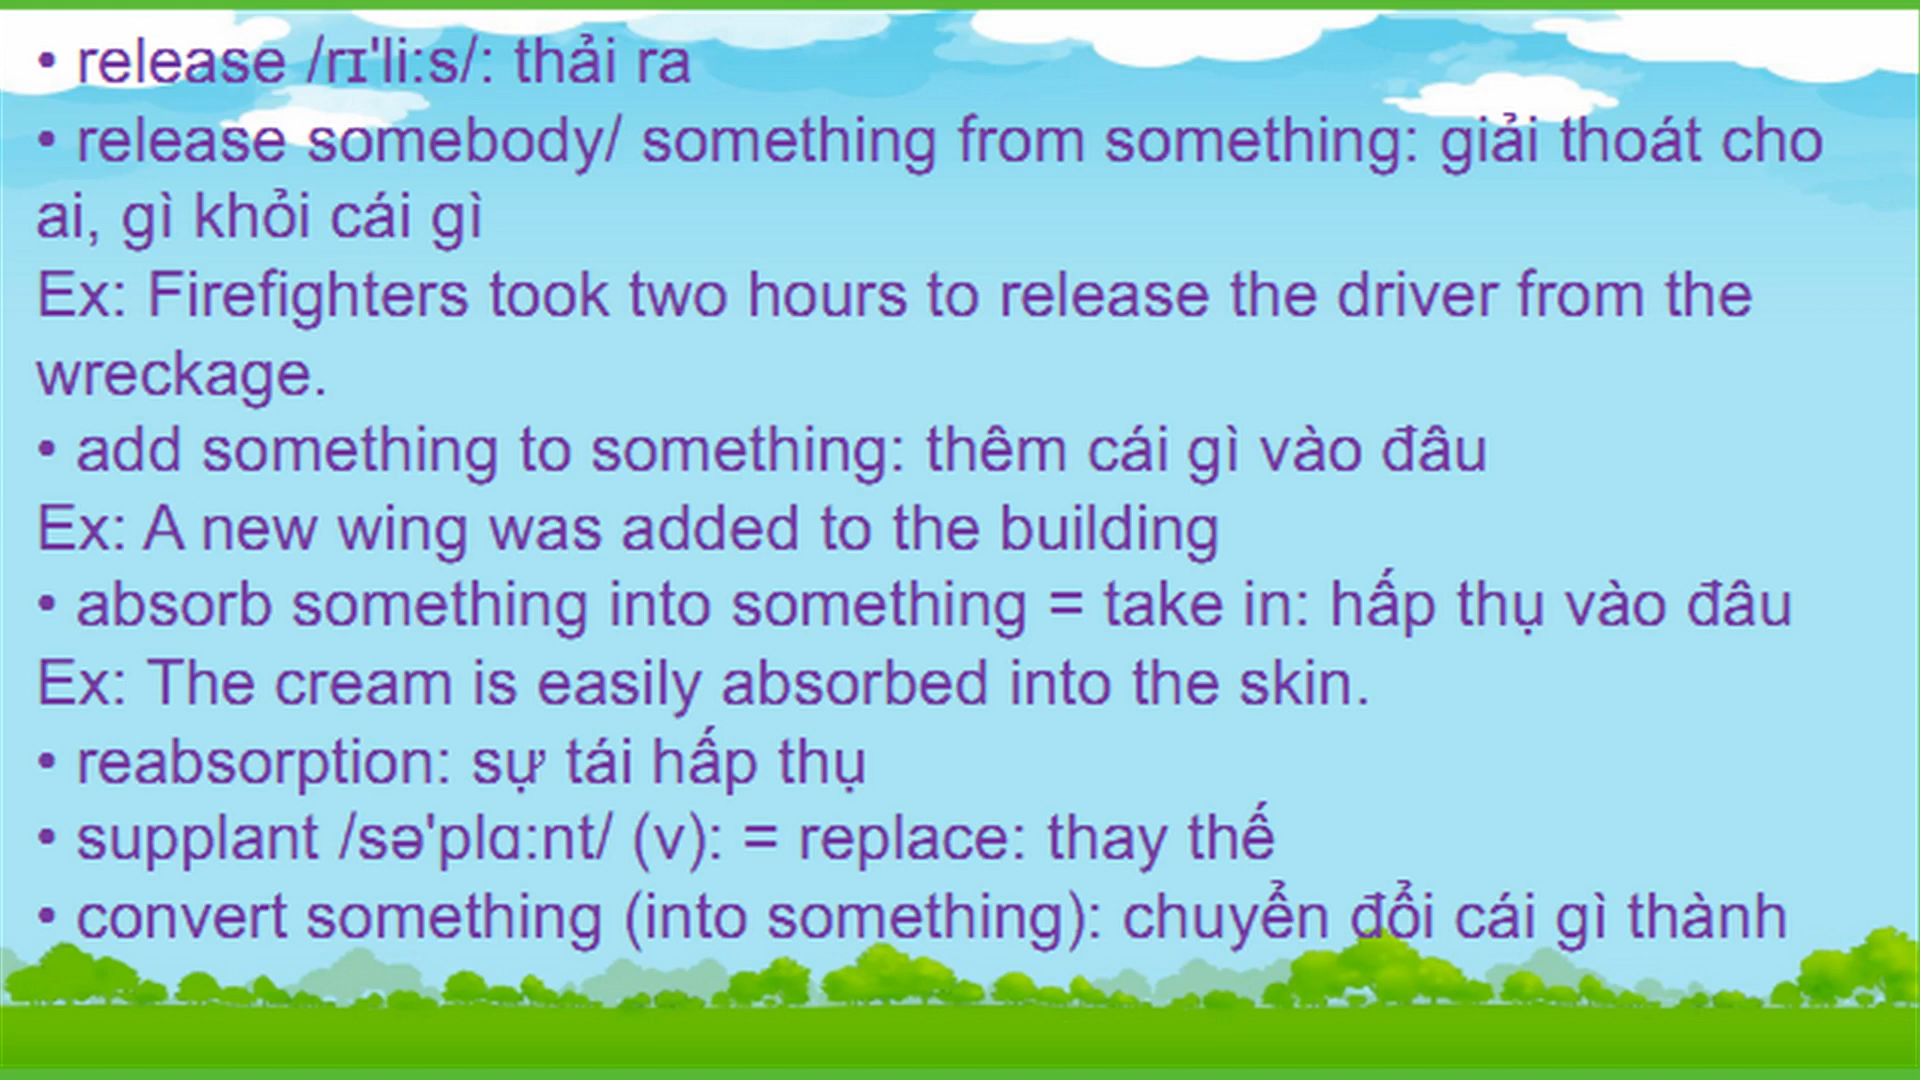 • release /rɪ'li:s/: thải ra
• release somebody/ something from something: giải thoát cho
ai, gì khỏi cái gì
Ex: Firefighters took two hours to release the driver from the
wreckage.
• add something to something: thêm cái gì vào đâu
Ex: A new wing was added to the building
• absorb something into something = take in: hấp thụ vào đâu
Ex: The cream is easily absorbed into the skin.
• reabsorption: sự tái hấp thụ
• supplant /sə'plɑ:nt/ (v): = replace: thay thế
• convert something (into something): chuyển đổi cái gì thành